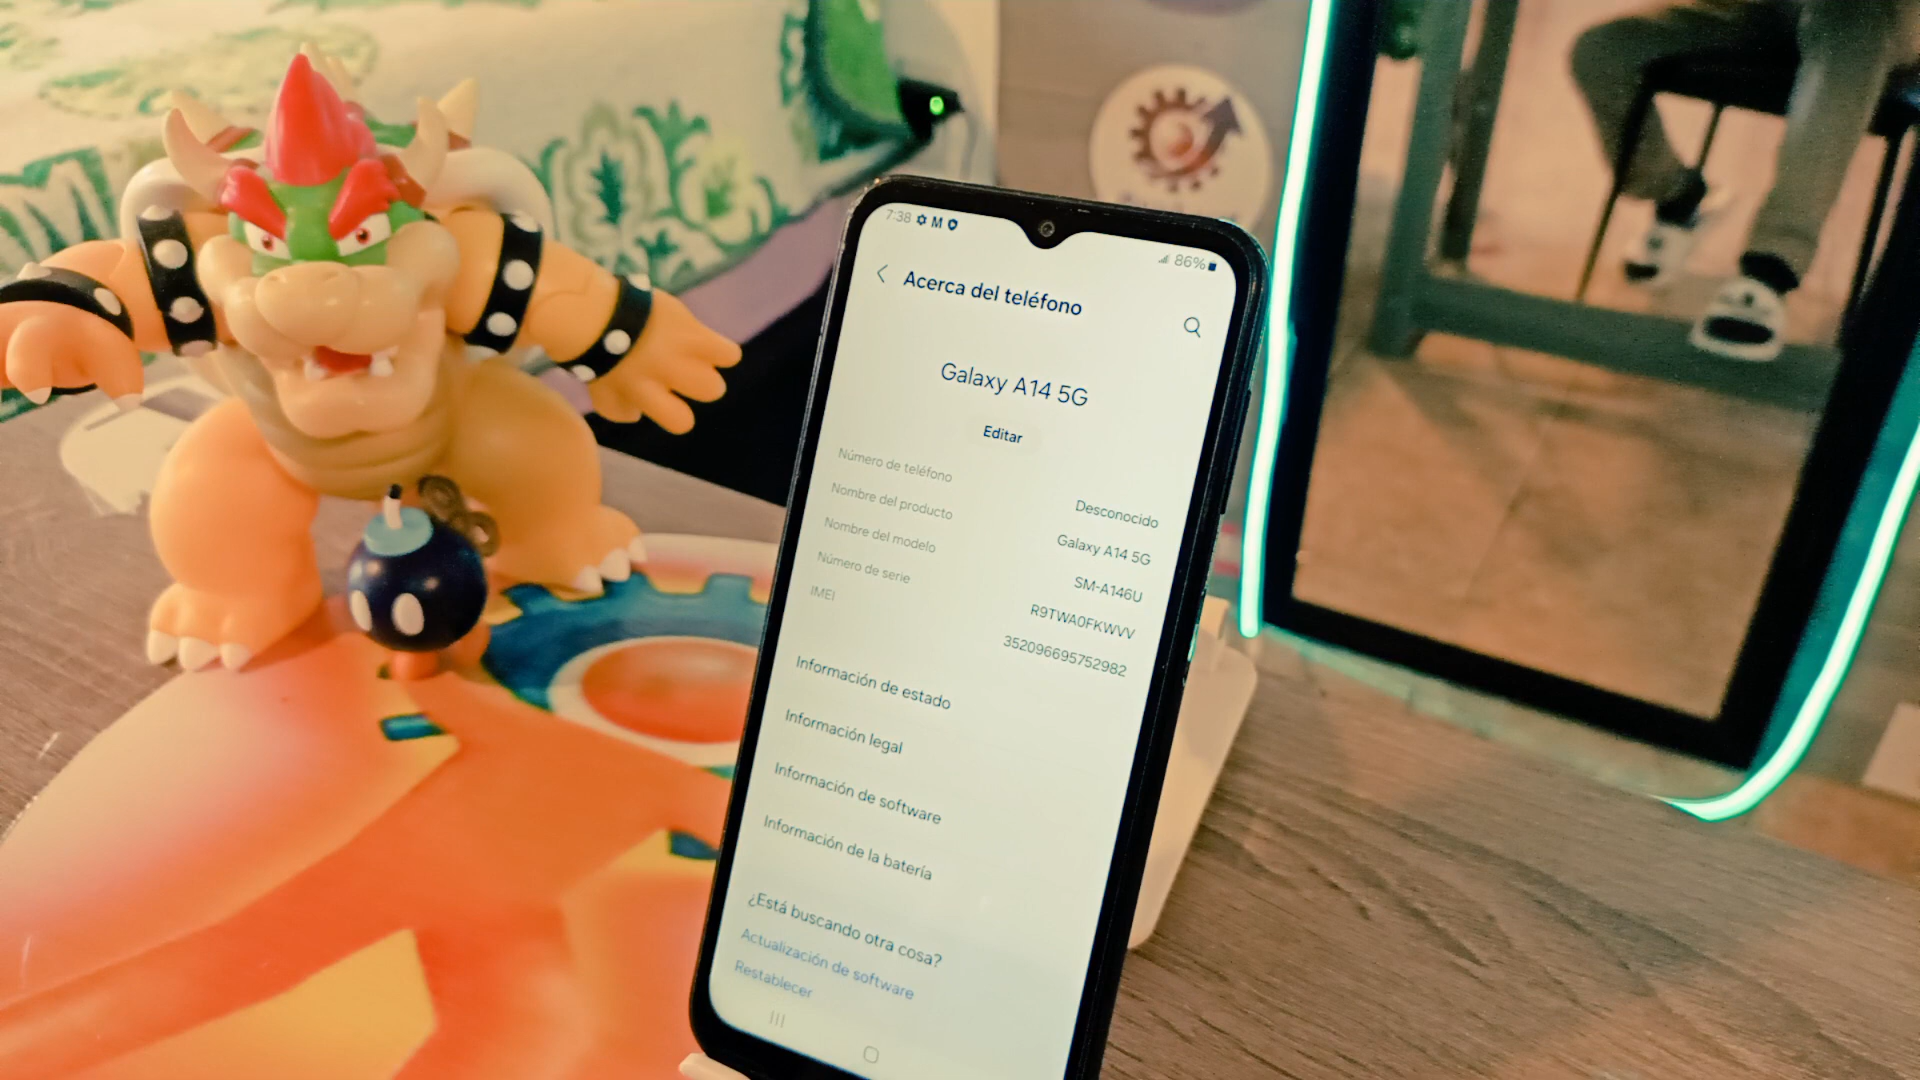 7:38 M
86%
Acerca del teléfono
Galaxy A14 5G
Editar
Número de teléfono
Desconocido
Nombre del producto
Galaxy A14 5G
Nombre del modelo
SM-A146U
Número de serie
R9TWA0FKWVV
IMEI
352096695752982
Información de estado
Información legal
Información de software
Información de la batería
¿Está buscando otra cosa?
Actualización de software
Restablecer